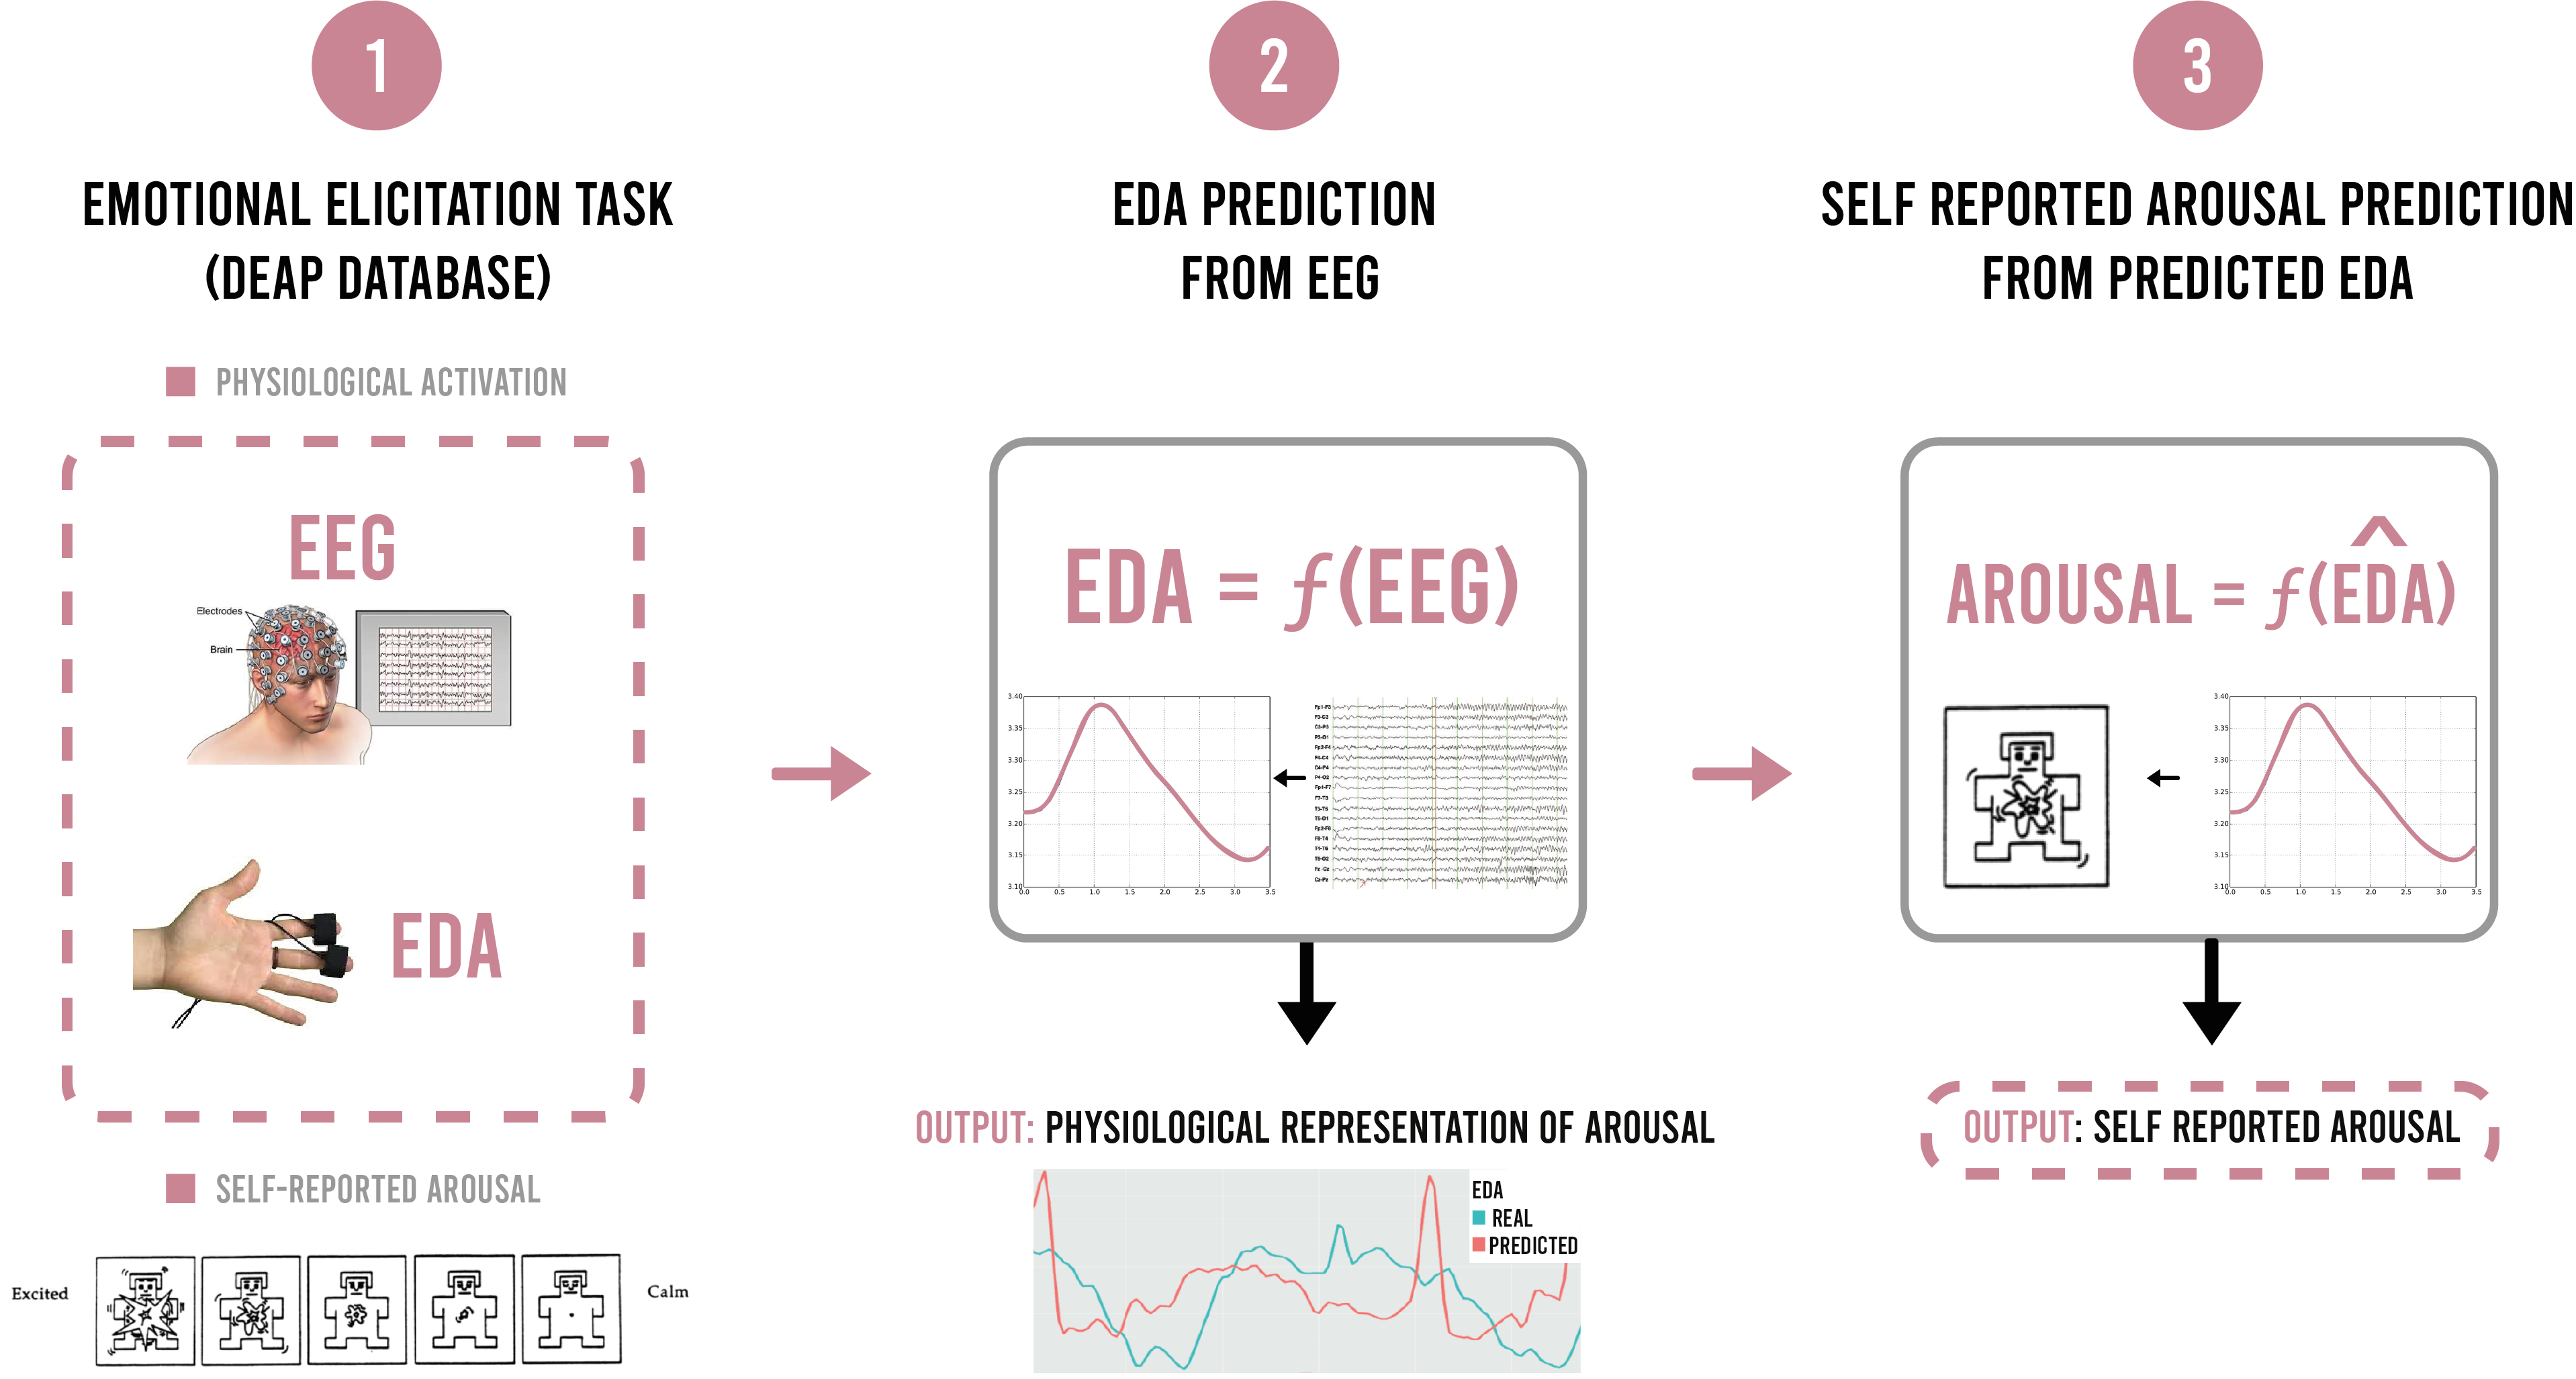 1
EMOTIONAL ELICITATION TASK
(DEAP DATABASE)
PHYSIOLOGICAL ACTIVATION
EEG
Electrodes
Brain
EDA
SELF-REPORTED AROUSAL
Excited
Calm
2
EDA PREDICTION
FROM EEG
EDA = ƒ(EEG)
3.40
3.35
3.30
3.25
3.20
3.15
3.10
0.0 0.5 1.0 1.5 2.0 2.5 3.0 3.5
OUTPUT: PHYSIOLOGICAL REPRESENTATION OF AROUSAL
EDA
REAL
PREDICTED
3
SELF REPORTED AROUSAL PREDICTION
FROM PREDICTED EDA
AROUSAL = ƒ(EDA)
3.40
3.35
3.30
3.25
3.20
3.15
3.10
0.0 0.5 1.0 1.5 2.0 2.5 3.0 3.5
OUTPUT: SELF REPORTED AROUSAL